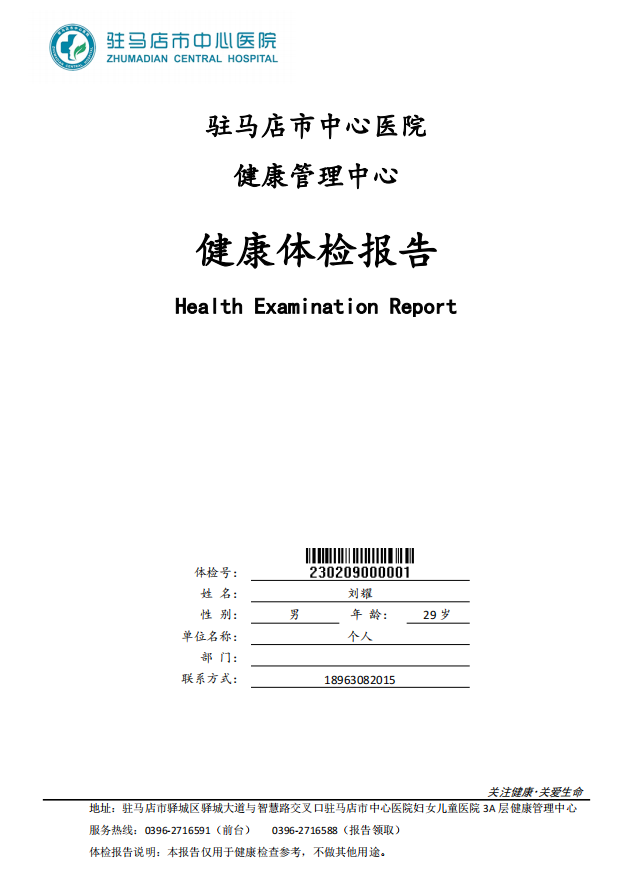 驻马店市中心医院
ZHUMADIAN CENTRAL HOSPITAL
驻马店市中心医院
健康管理中心
健康体检报告
Health Examination Report
体检号： 230209000001
姓 名： 刘耀
性 别： 男 年 龄： 29 岁
单位名称： 个人
部 门：
联系方式： 18963082015
关注健康·关爱生命
地址：驻马店市驿城区驿城大道与智慧路交叉口驻马店市中心医院妇女儿童医院 3A 层健康管理中心
服务热线：0396-2716591（前台） 0396-2716588（报告领取）
体检报告说明：本报告仅用于健康检查参考，不做其他用途。